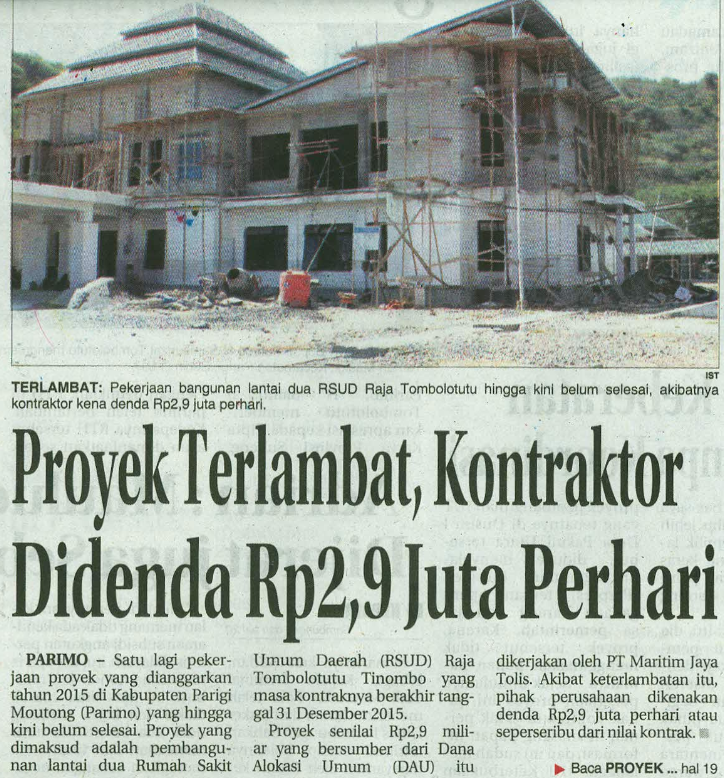 IST
TERLAMBAT: Pekerjaan bangunan lantai dua RSUD Raja Tombolotutu hingga kini belum selesai, akibatnya
kontraktor kena denda Rp2,9 juta perhari.
Proyek Terlambat, Kontraktor
Didenda Rp2,9 Juta Perhari
PARIMO – Satu lagi peker-
jaan proyek yang dianggarkan
tahun 2015 di Kabupaten Parigi
Moutong (Parimo) yang hingga
kini belum selesai. Proyek yang
dimaksud adalah pembangu-
nan lantai dua Rumah Sakit
Umum Daerah (RSUD) Raja
Tombolotutu Tinombo yang
masa kontraknya berakhir tang-
gal 31 Desember 2015.
Proyek senilai Rp2,9 mili-
ar yang bersumber dari Dana
Alokasi Umum (DAU) itu
dikerjakan oleh PT Maritim Jaya
Tolis. Akibat keterlambatan itu,
pihak perusahaan dikenakan
denda Rp2,9 juta perhari atau
seperseribu dari nilai kontrak.
Baca PROYEK ... hal 19